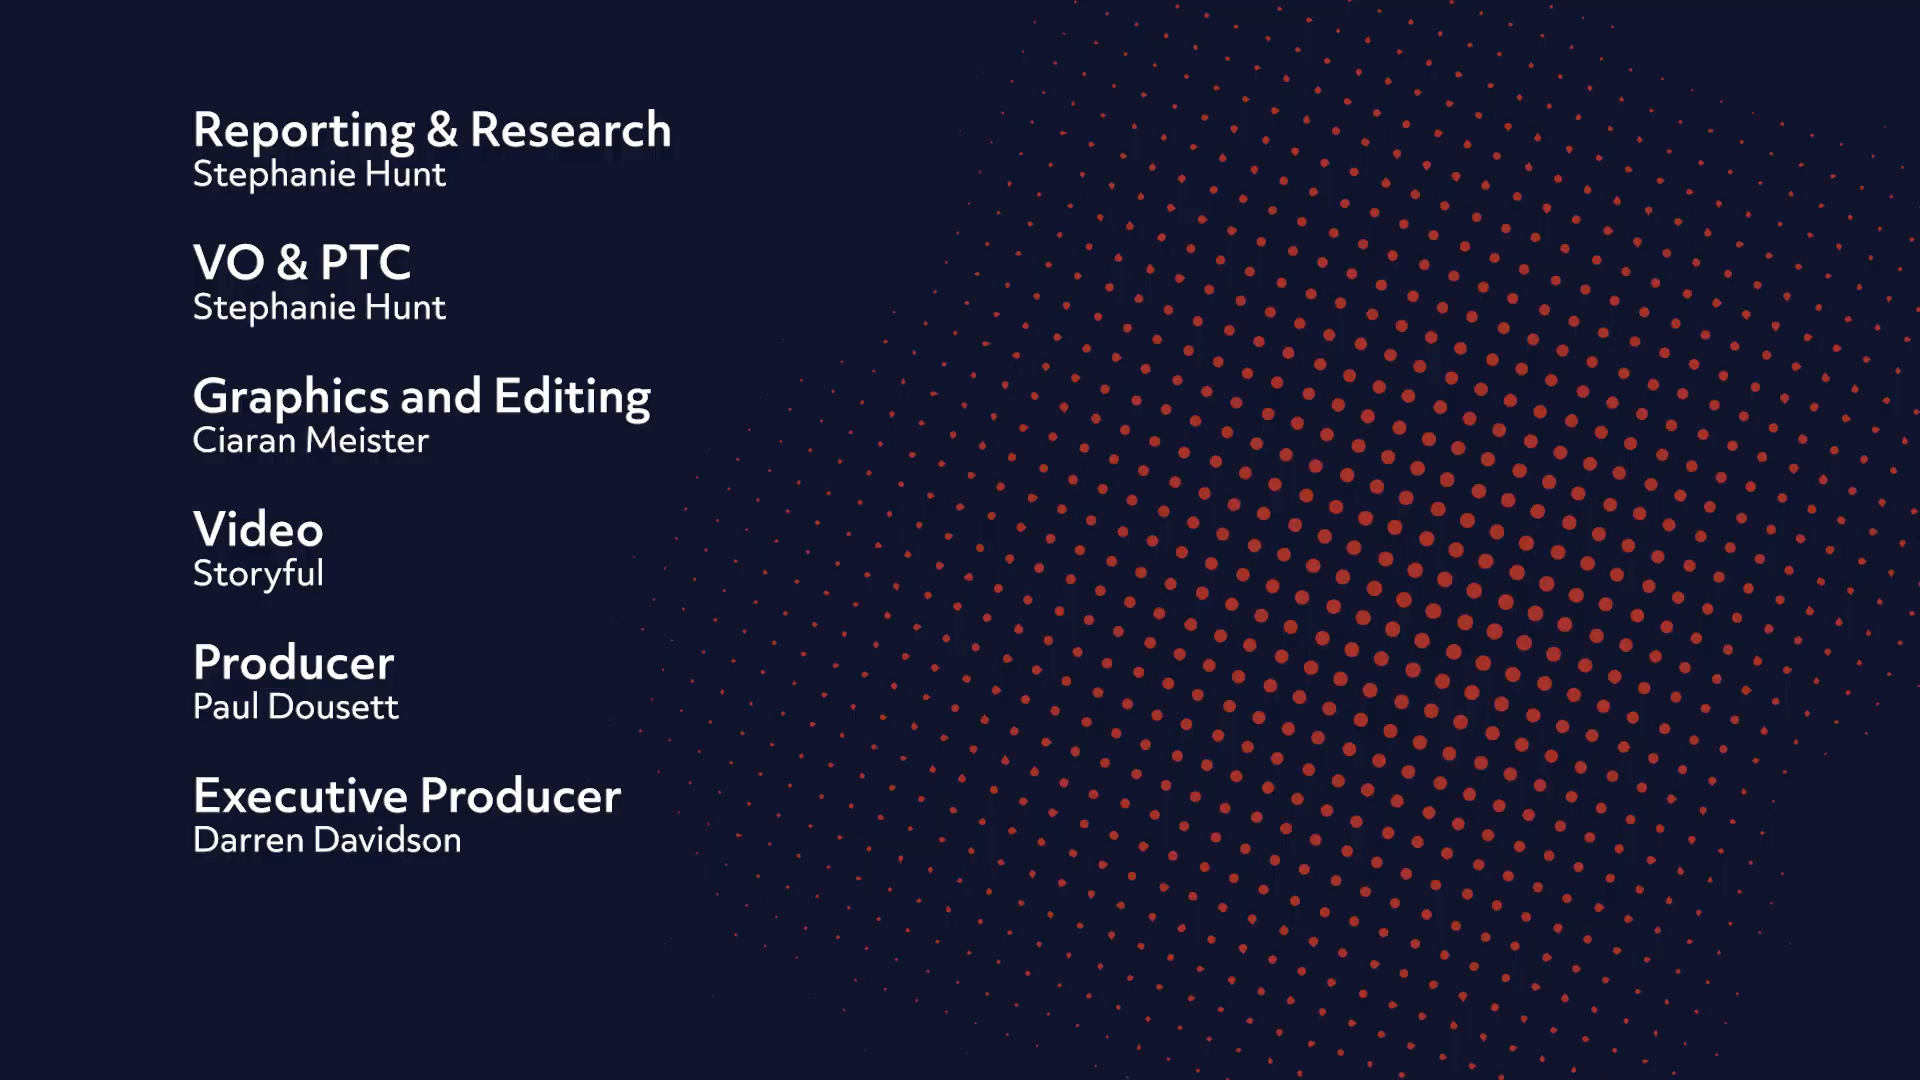 Reporting & Research
Stephanie Hunt
VO & PTC
Stephanie Hunt
Graphics and Editing
Ciaran Meister
Video
Storyful
Producer
Paul Dousett
Executive Producer
Darren Davidson